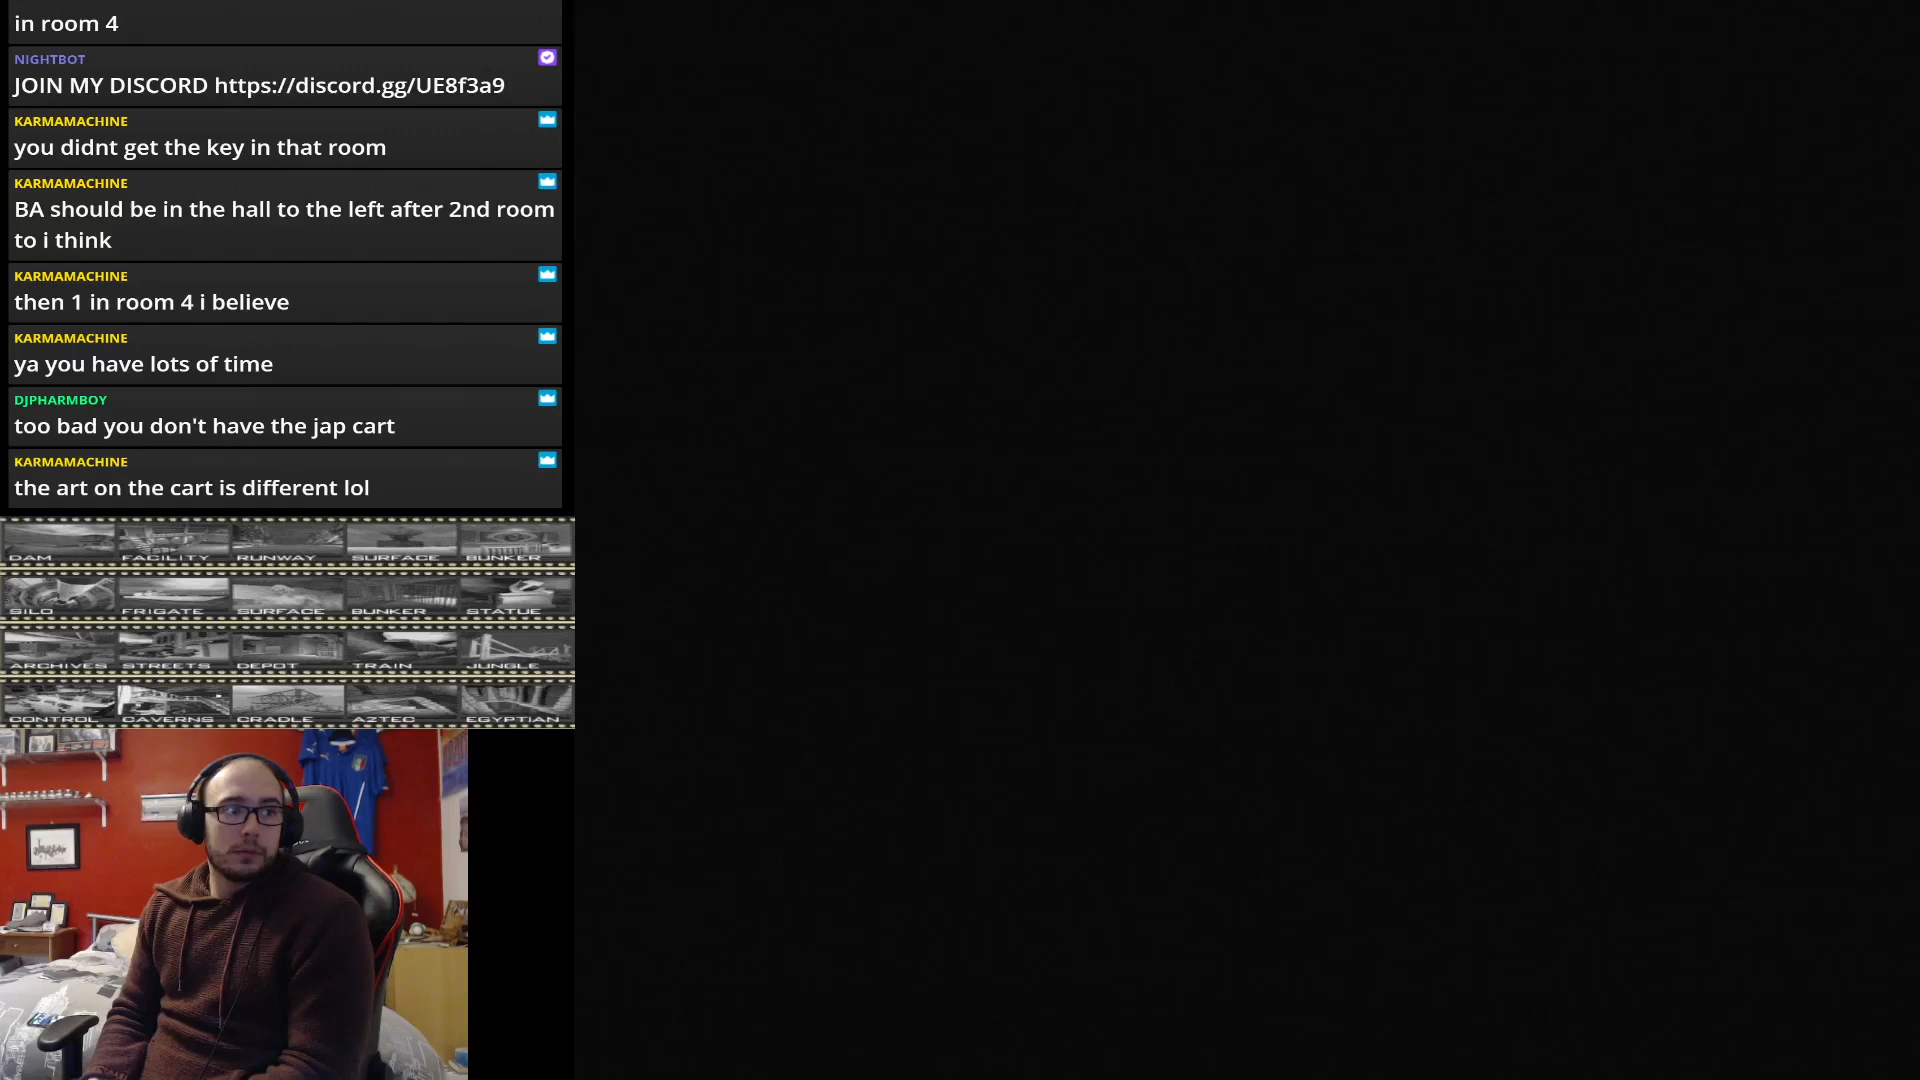 in room 4
NIGHTBOT
JOIN MY DISCORD https://discord.gg/UE8f3a9
KARMAMACHINE
you didnt get the key in that room
KARMAMACHINE
BA should be in the hall to the left after 2nd room
to i think
KARMAMACHINE
then 1 in room 4 i believe
KARMAMACHINE
ya you have lots of time
DJPHARMBOY
too bad you don't have the jap cart
KARMAMACHINE
the art on the cart is different lol
DAM FACILITY RUNWAY SURFACE BUNKER
SILO FRIGATE SURFACE BUNKER STATUE
ARCHIVES STREETS DEPOT TRAIN JUNGLE
CONTROL CAVERNS CRADLE AZTEC EGYPTIAN